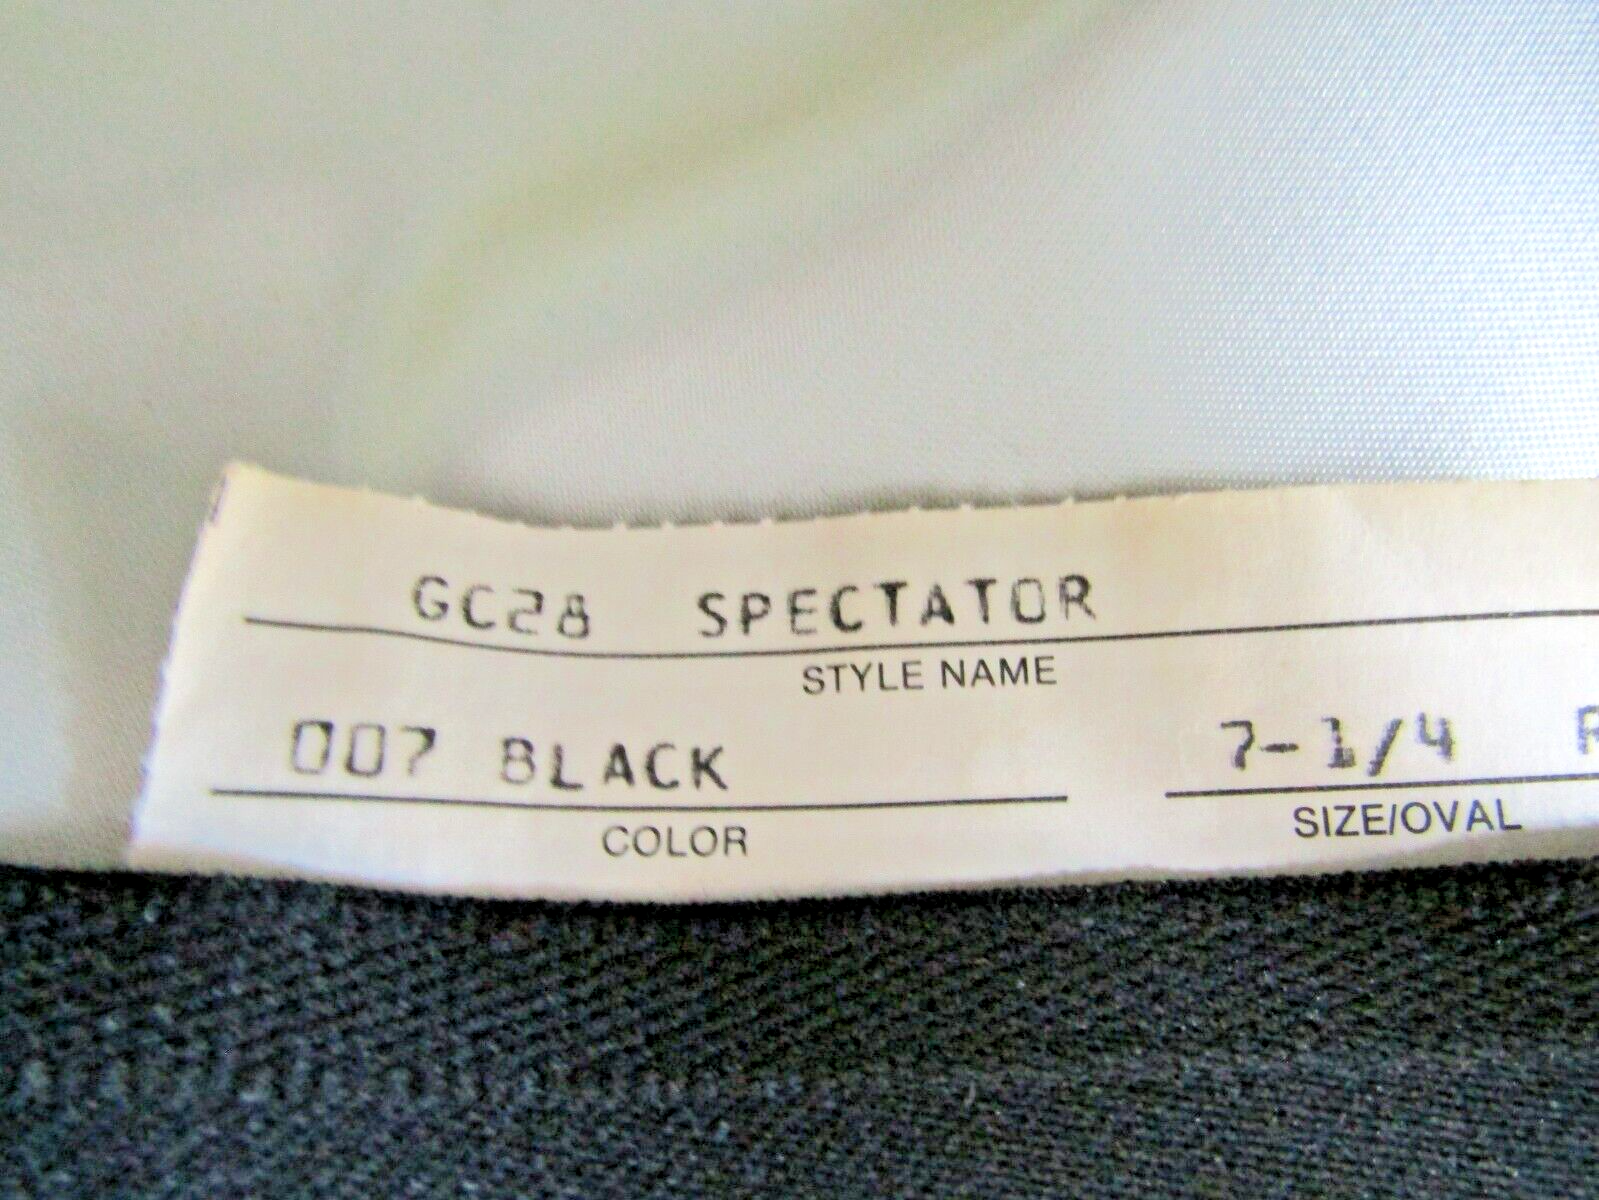 GC28 SPECTATOR
STYLE NAME
007 BLACK 7-1/4 R
COLOR SIZE/OVAL